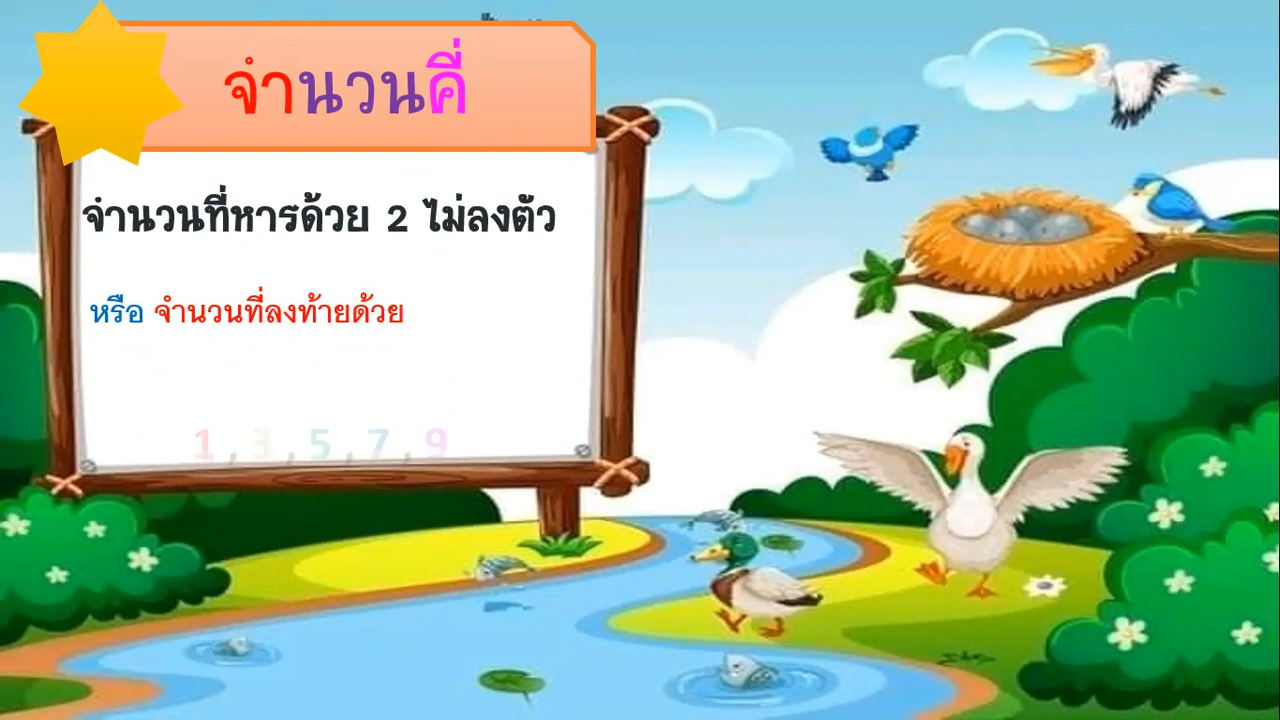 จำนวนคี่
จำนวนที่หารด้วย 2 ไม่ลงตัว
หรือ จำนวนที่ลงท้ายด้วย
1 , 3 , 5 , 7 , 9